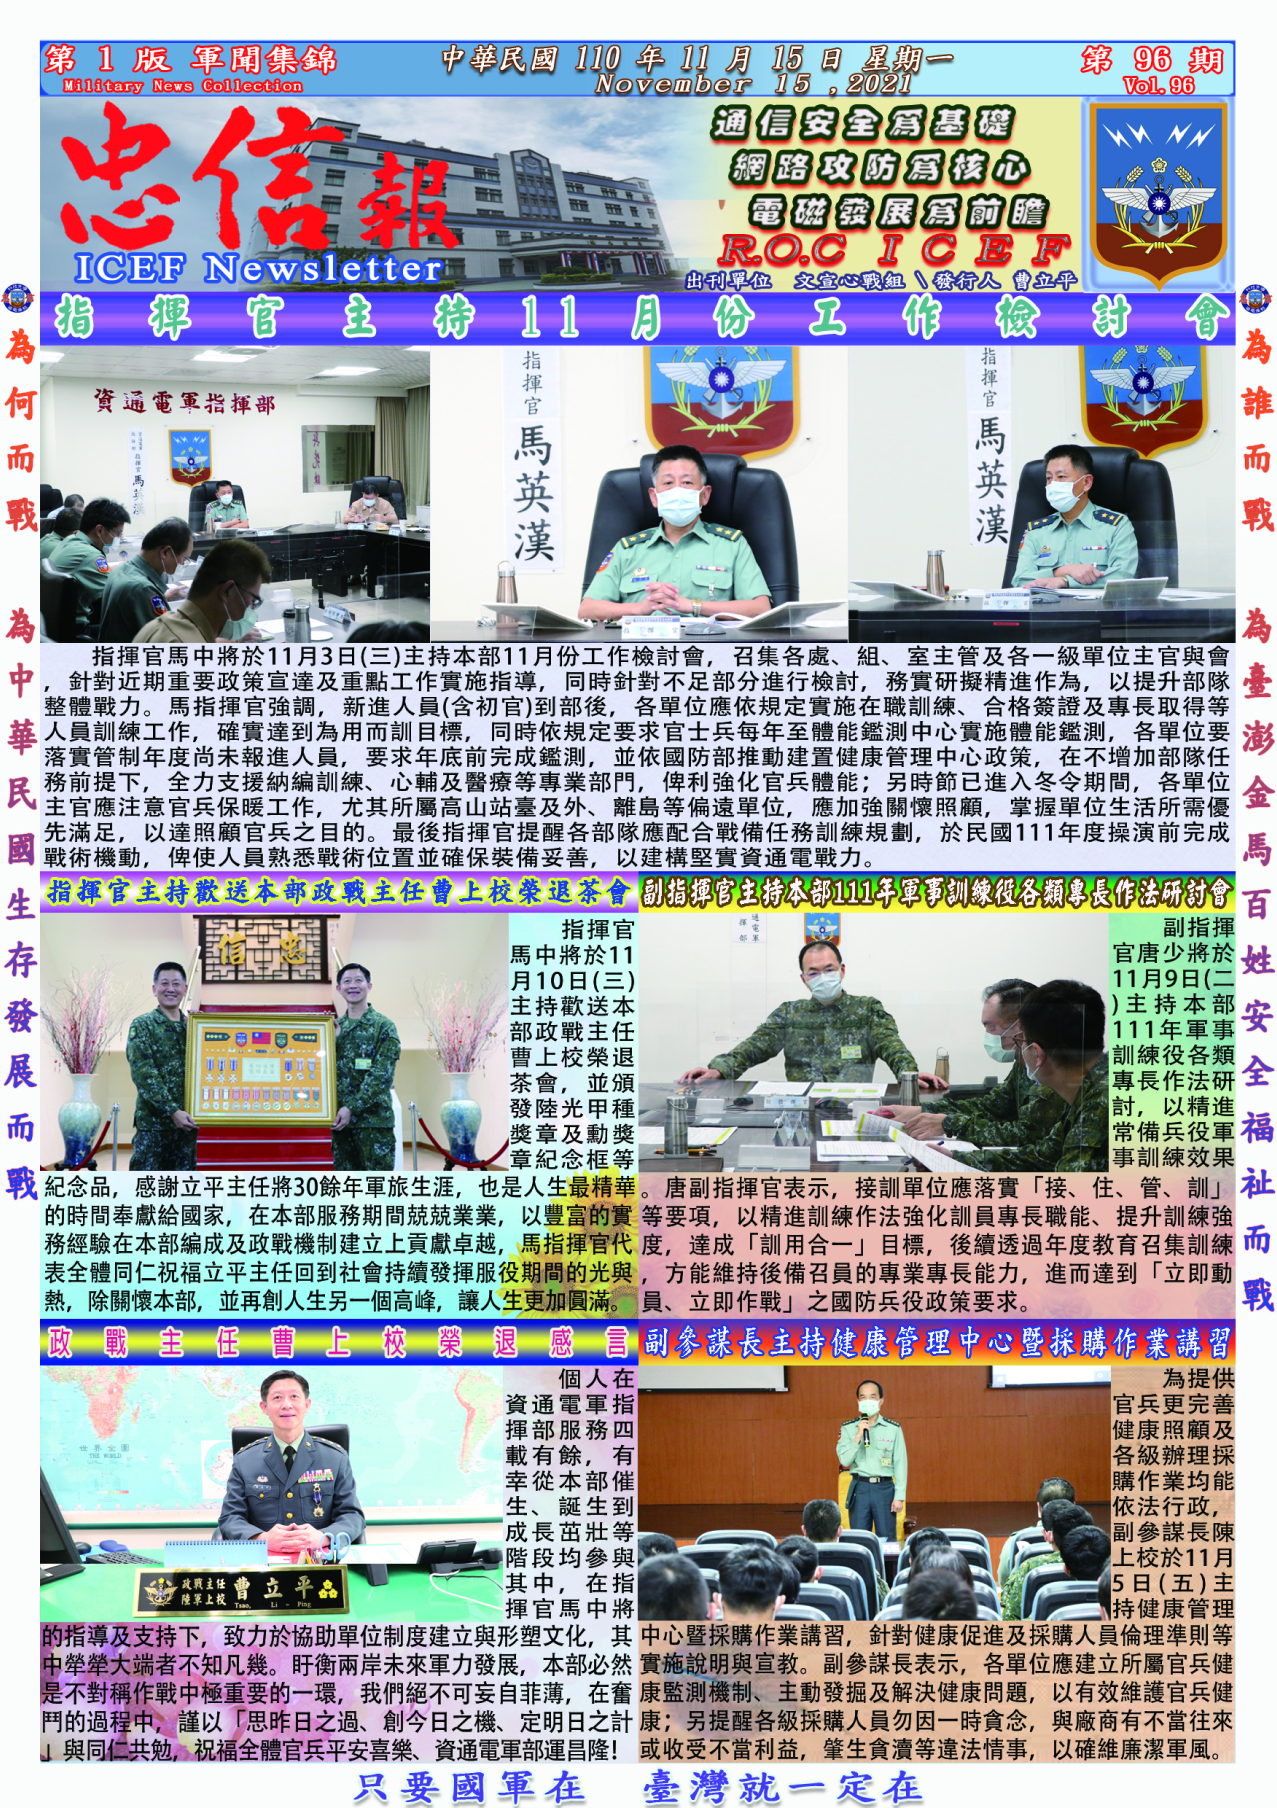 第 1 版 軍聞集錦
Military News Collection
中華民國 110 年 11 月 15 日 星期一
November 15 , 2021
第 96 期
Vol. 96
忠信報
ICEF Newsletter
通信安全為基礎
網路攻防為核心
電磁發展為前瞻
R.O.C ICEF
出刊單位 文宣心戰組 \ 發行人 曹立平
為何而戰 為中華民國生存發展而戰
為誰而戰 為臺澎金馬百姓安全福祉而戰
指揮官主持11月份工作檢討會
資通電軍指揮部
指揮官
馬英漢
指揮官
馬英漢
指揮官
馬英漢
指揮官馬中將於11月3日(三)主持本部11月份工作檢討會，召集各處、組、室主管及各一級單位主官與會
，針對近期重要政策宣達及重點工作實施指導，同時針對不足部分進行檢討，務實研擬精進作為，以提升部隊
整體戰力。馬指揮官強調，新進人員(含初官)到部後，各單位應依規定實施在職訓練、合格簽證及專長取得等
人員訓練工作，確實達到為用而訓目標，同時依規定要求官士兵每年至體能鑑測中心實施體能鑑測，各單位要
落實管制年度尚未報進人員，要求年底前完成鑑測，並依國防部推動建置健康管理中心政策，在不增加部隊任
務前提下，全力支援納編訓練、心輔及醫療等專業部門，俾利強化官兵體能；另時節已進入冬令期間，各單位
主官應注意官兵保暖工作，尤其所屬高山站臺及外、離島等偏遠單位，應加強關懷照顧，掌握單位生活所需優
先滿足，以達照顧官兵之目的。最後指揮官提醒各部隊應配合戰備任務訓練規劃，於民國111年度操演前完成
戰術機動，俾使人員熟悉戰術位置並確保裝備妥善，以建構堅實資通電戰力。
指揮官主持歡送本部政戰主任曹上校榮退茶會
信忠
指揮官
馬中將於11
月10日(三)
主持歡送本
部政戰主任
曹上校榮退
茶會，並頒
發陸光甲種
獎章及勳獎
章紀念框等
紀念品，感謝立平主任將30餘年軍旅生涯，也是人生最精華
的時間奉獻給國家，在本部服務期間兢兢業業，以豐富的實
務經驗在本部編成及政戰機制建立上貢獻卓越，馬指揮官代
表全體同仁祝福立平主任回到社會持續發揮服役期間的光與
熱，除關懷本部，並再創人生另一個高峰，讓人生更加圓滿。
副指揮官主持本部111年軍事訓練役各類專長作法研討會
副指揮
官唐少將於
11月9日(二
)主持本部
111年軍事
訓練役各類
專長作法研
討，以精進
常備兵役軍
事訓練效果
。唐副指揮官表示，接訓單位應落實「接、住、管、訓」
等要項，以精進訓練作法強化訓員專長職能、提升訓練強
度，達成「訓用合一」目標，後續透過年度教育召集訓練
，方能維持後備召員的專業專長能力，進而達到「立即動
員、立即作戰」之國防兵役政策要求。
政戰主任曹上校榮退感言
世界全圖
THE WORLD
政戰主任
陸軍上校
曹立平
Tsao, Li - Ping
個人在
資通電軍指
揮部服務四
載有餘，有
幸從本部催
生、誕生到
成長茁壯等
階段均參與
其中，在指
揮官馬中將
的指導及支持下，致力於協助單位制度建立與形塑文化，其
中犖犖大端者不知凡幾。盱衡兩岸未來軍力發展，本部必然
是不對稱作戰中極重要的一環，我們絕不可妄自菲薄，在奮
鬥的過程中，謹以「思昨日之過、創今日之機、定明日之計
」與同仁共勉，祝福全體官兵平安喜樂、資通電軍部運昌隆!
副參謀長主持健康管理中心暨採購作業講習
為提供
官兵更完善
健康照顧及
各級辦理採
購作業均能
依法行政，
副參謀長陳
上校於11月
5日(五)主
持健康管理
中心暨採購作業講習，針對健康促進及採購人員倫理準則等
實施說明與宣教。副參謀長表示，各單位應建立所屬官兵健
康監測機制、主動發掘及解決健康問題，以有效維護官兵健
康；另提醒各級採購人員勿因一時貪念，與廠商有不當往來
或收受不當利益，肇生貪瀆等違法情事，以確維廉潔軍風。
只要國軍在 臺灣就一定在